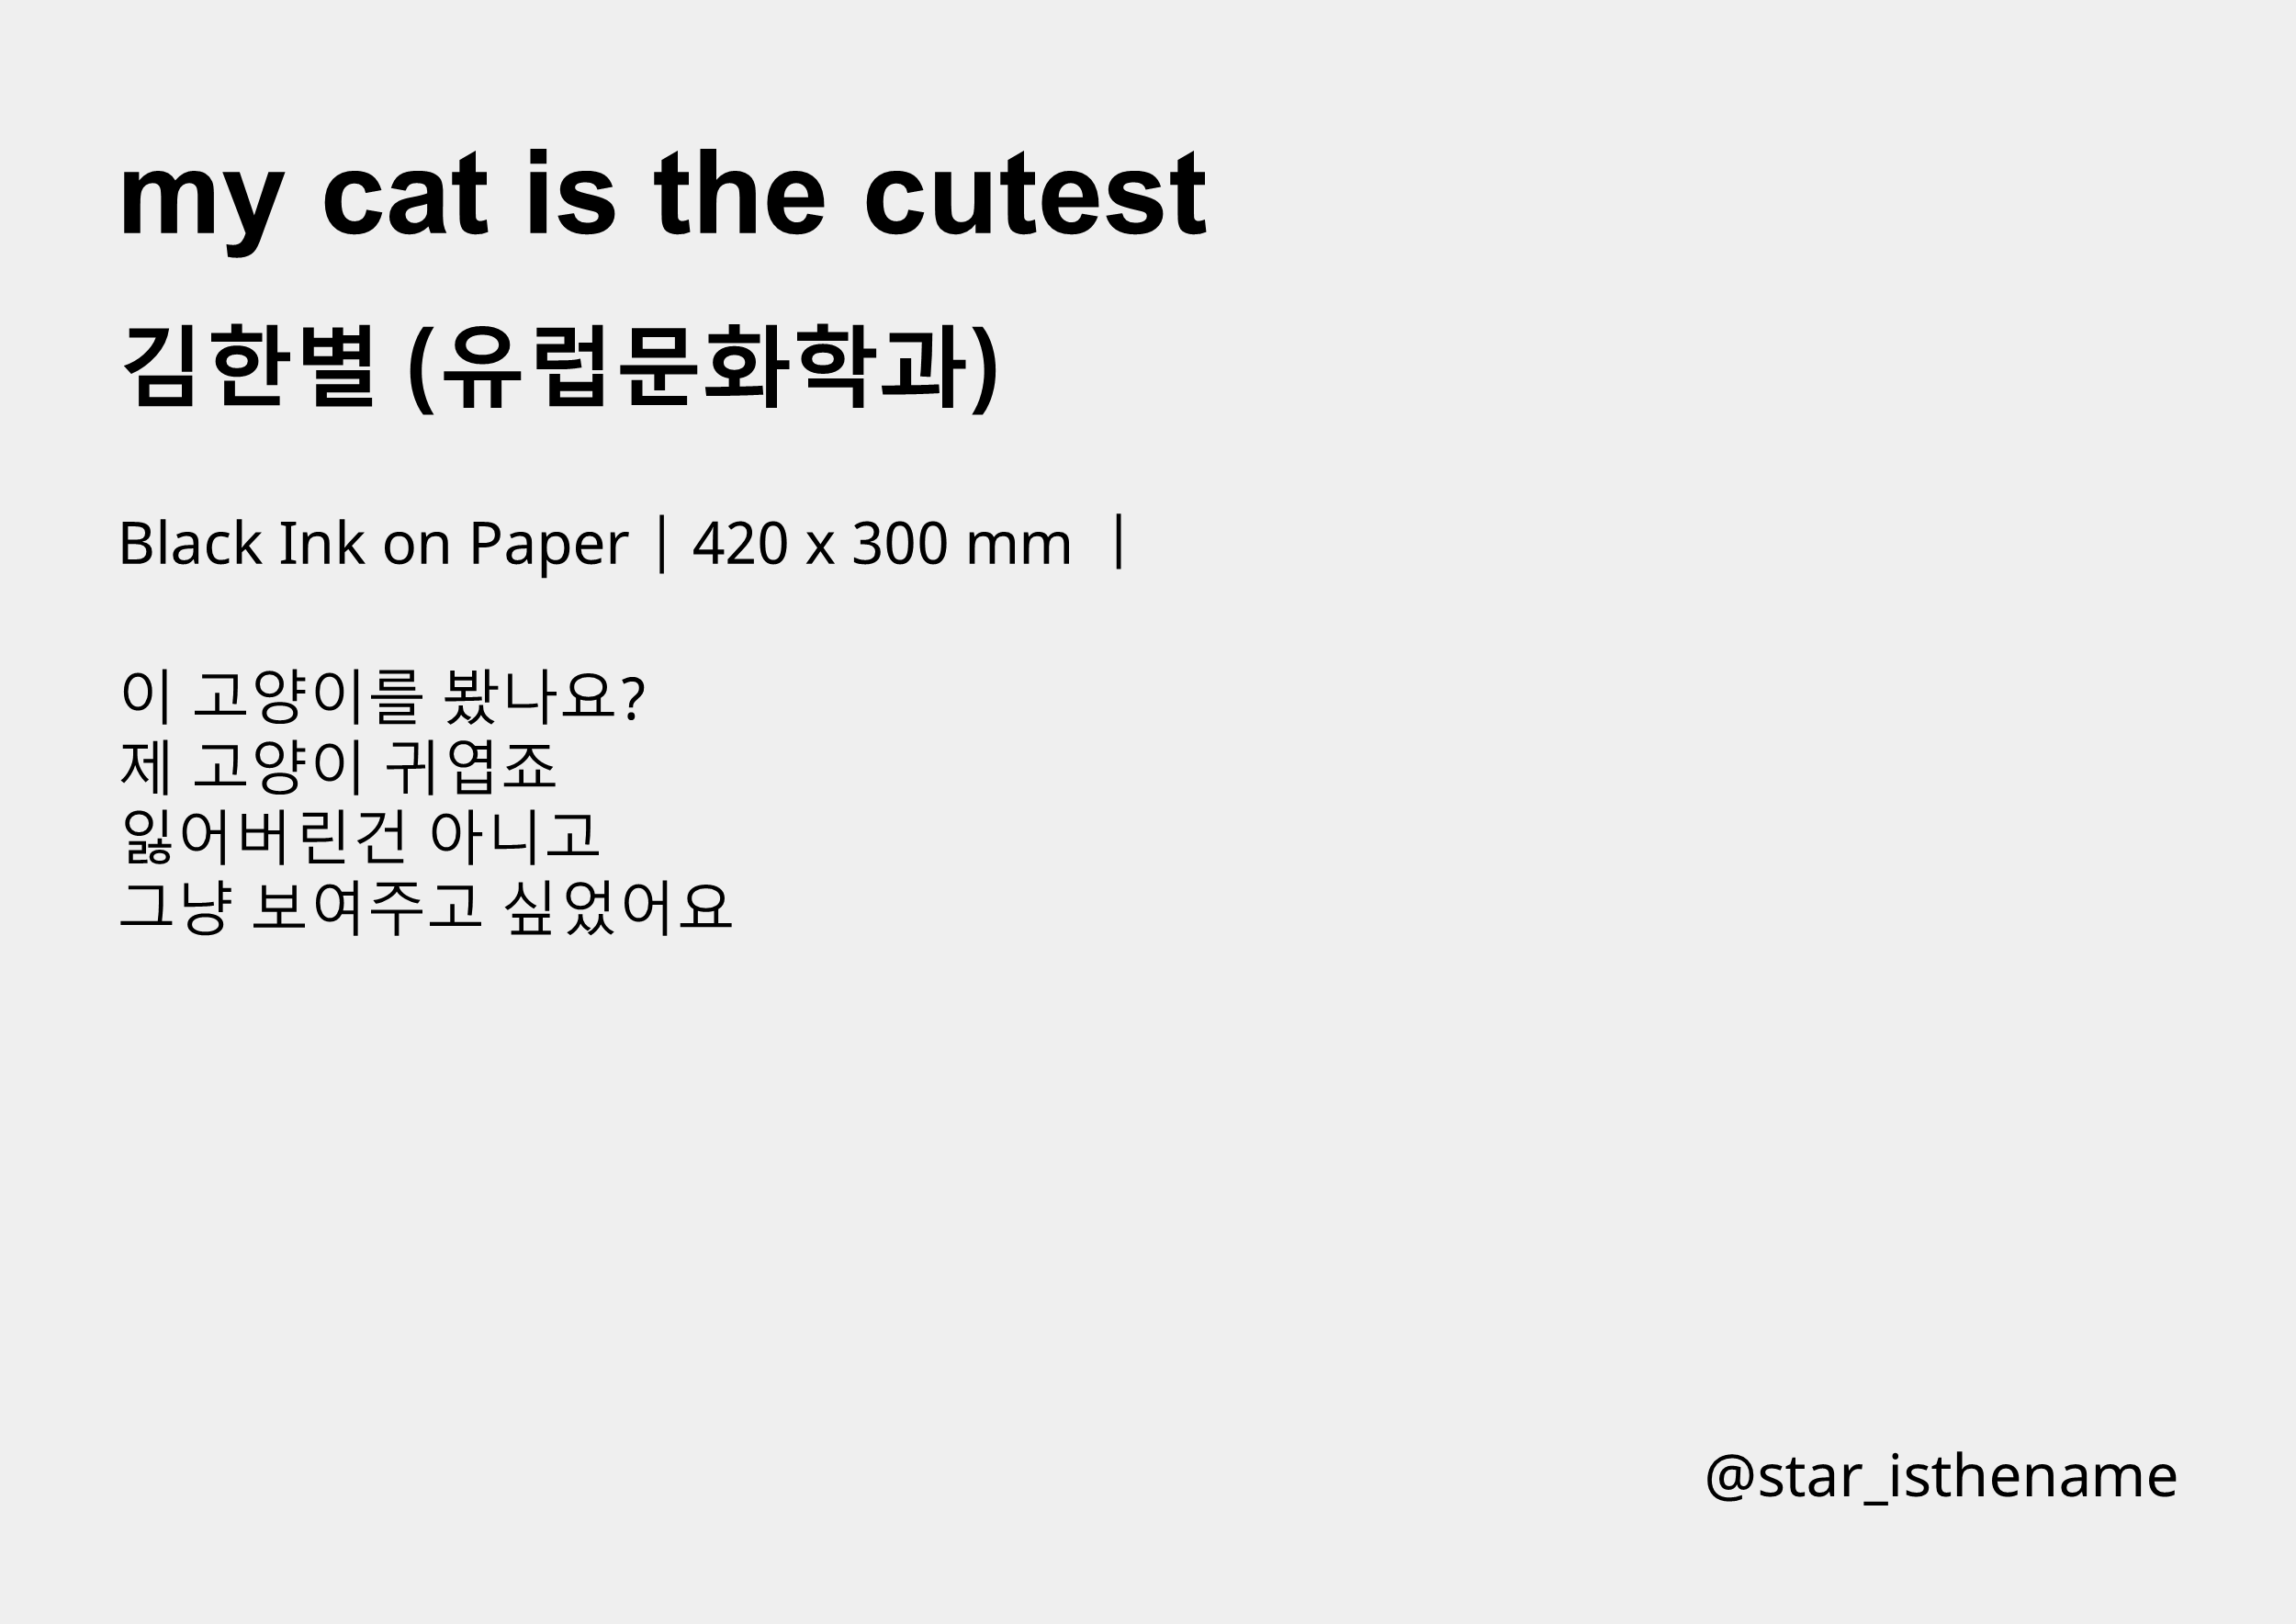 my cat is the cutest
김한별 (유럽문화학과)
Black Ink on Paper | 420 x 300 mm |
이 고양이를 봤나요?
제 고양이 귀엽죠
잃어버린건 아니고
그냥 보여주고 싶었어요
@star_isthename